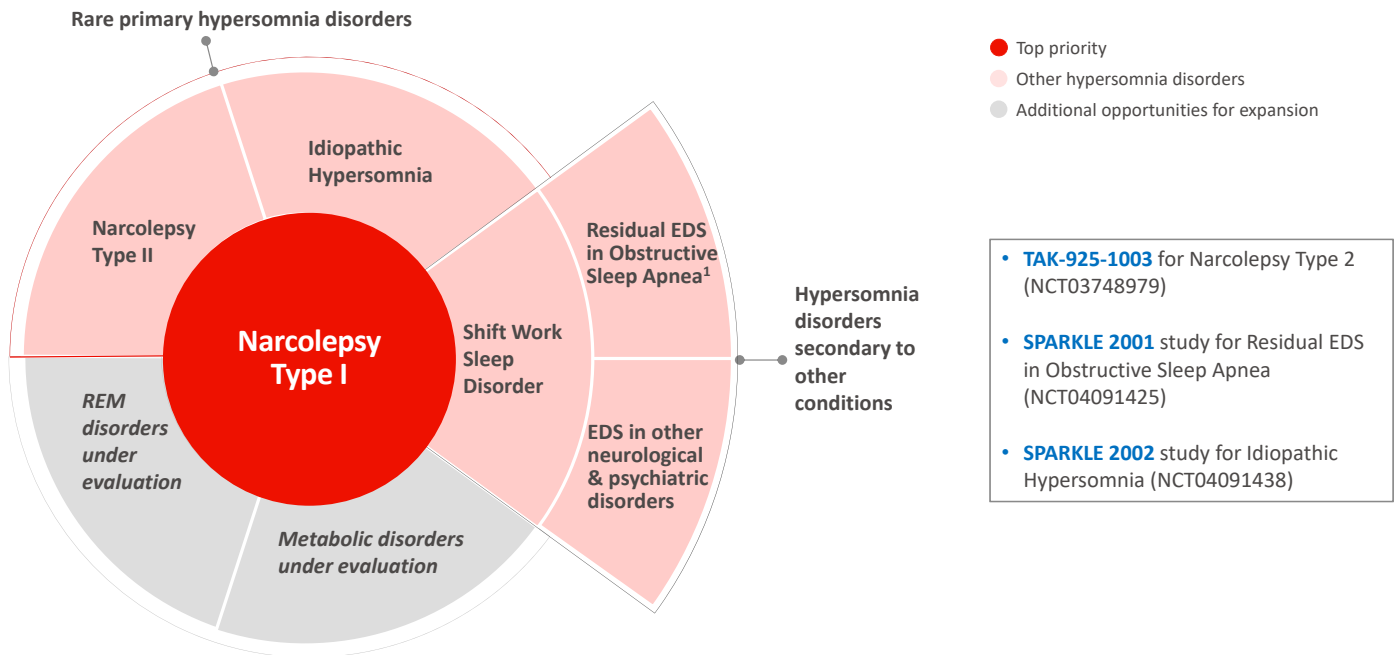 Rare primary hypersomnia disorders
Idiopathic
Hypersomnia
Narcolepsy
Type II
Narcolepsy
Type I
Shift Work
Sleep
Disorder
Residual EDS
in Obstructive
Sleep Apnea¹
EDS in other
neurological
& psychiatric
disorders
Hypersomnia
disorders
secondary to
other
conditions
REM
disorders
under
evaluation
Metabolic disorders
under evaluation
Top priority
Other hypersomnia disorders
Additional opportunities for expansion
• TAK-925-1003 for Narcolepsy Type 2
(NCT03748979)
• SPARKLE 2001 study for Residual EDS
in Obstructive Sleep Apnea
(NCT04091425)
• SPARKLE 2002 study for Idiopathic
Hypersomnia (NCT04091438)